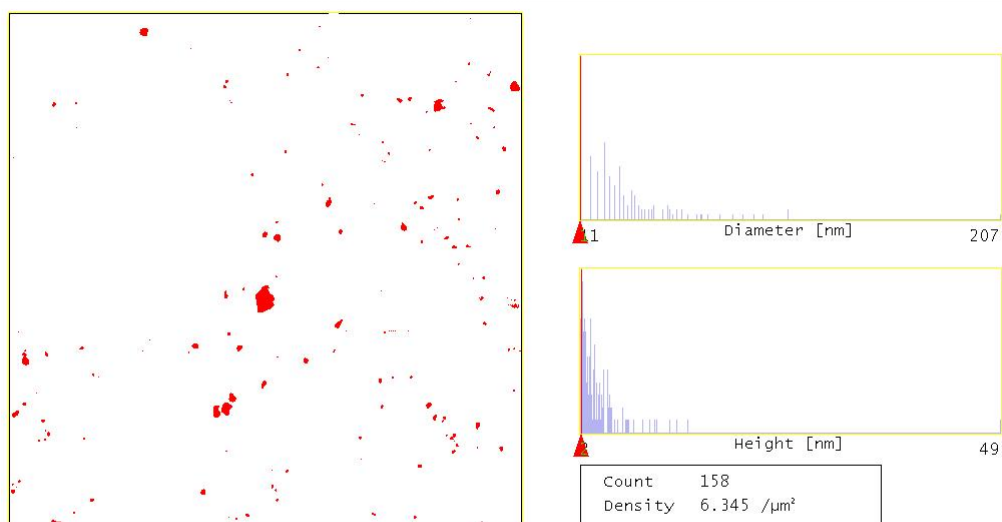 11
Diameter [nm]
207
Height [nm]
49
Count 158
Density 6.345 /µm²